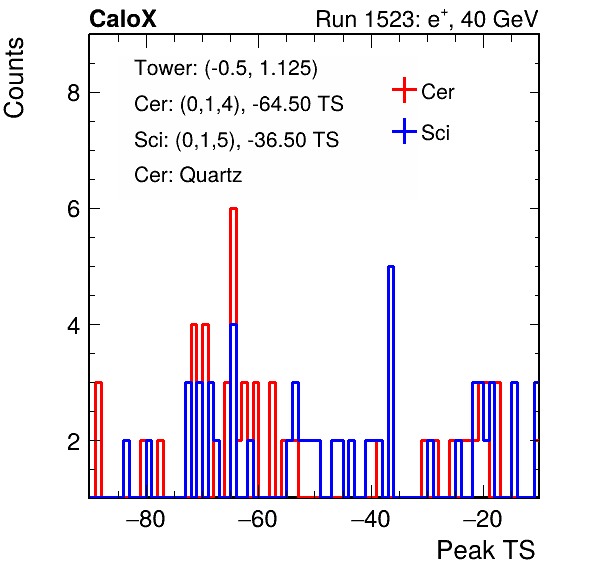 CaloX
Run 1523: e+, 40 GeV
Counts
Tower: (-0.5, 1.125)
Cer: (0,1,4), -64.50 TS
Sci: (0,1,5), -36.50 TS
Cer: Quartz
Cer
Sci
8
6
4
2
−80 −60 −40 −20
Peak TS